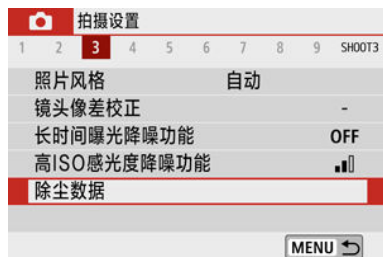 拍摄设置
1 2 3 4 5 6 7 8 9 SHOOT3
照片风格 自动
镜头像差校正 -
长时间曝光降噪功能 OFF
高ISO感光度降噪功能
除尘数据
MENU